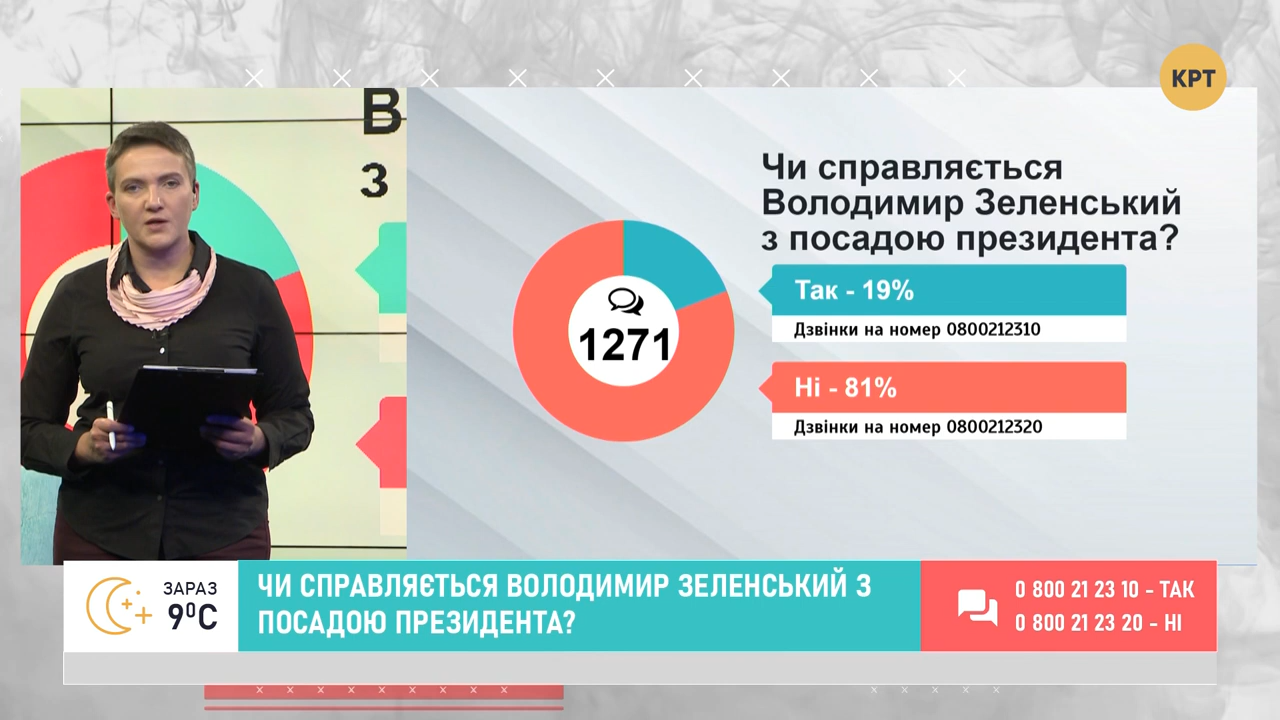 КРТ
В
З
Чи справляється
Володимир Зеленський
з посадою президента?
1271
Так - 19%
Дзвінки на номер 0800212310
Ні - 81%
Дзвінки на номер 0800212320
ЗАРАЗ
9⁰C
ЧИ СПРАВЛЯЄТЬСЯ ВОЛОДИМИР ЗЕЛЕНСЬКИЙ З
ПОСАДОЮ ПРЕЗИДЕНТА?
0 800 21 23 10 - ТАК
0 800 21 23 20 - НІ